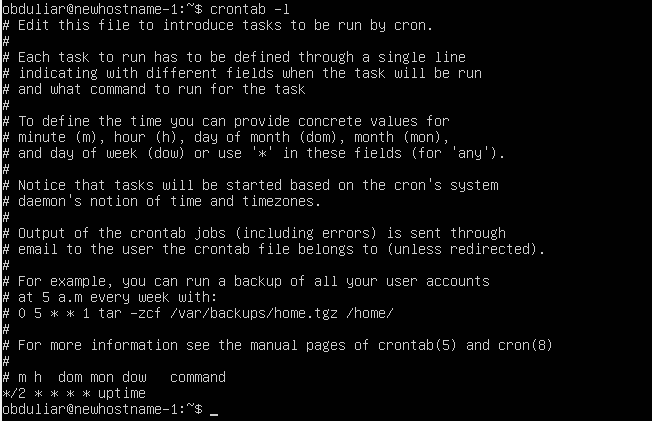 obduliar@newhostname-1:~$ crontab -l
# Edit this file to introduce tasks to be run by cron.
#
# Each task to run has to be defined through a single line
# indicating with different fields when the task will be run
# and what command to run for the task
#
# To define the time you can provide concrete values for
# minute (m), hour (h), day of month (dom), month (mon),
# and day of week (dow) or use '*' in these fields (for 'any').
#
# Notice that tasks will be started based on the cron's system
# daemon's notion of time and timezones.
#
# Output of the crontab jobs (including errors) is sent through
# email to the user the crontab file belongs to (unless redirected).
#
# For example, you can run a backup of all your user accounts
# at 5 a.m every week with:
# 0 5 * * 1 tar -zcf /var/backups/home.tgz /home/
#
# For more information see the manual pages of crontab(5) and cron(8)
#
# m h  dom mon dow   command
*/2 * * * * uptime
obduliar@newhostname-1:~$ _